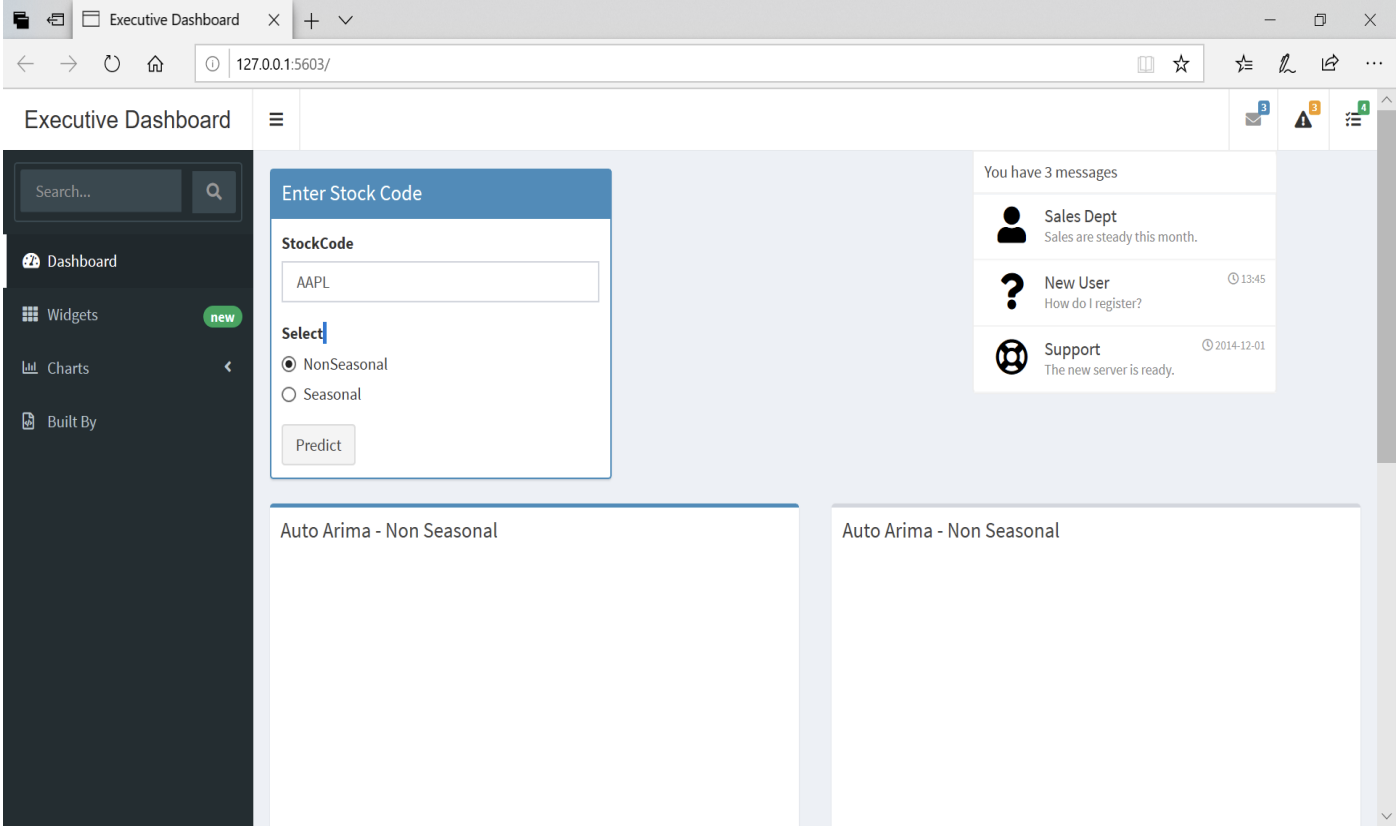 Executive Dashboard
127.0.0.1:5603/
Executive Dashboard
3
3
4
Search...
Dashboard
Widgets
new
Charts
Built By
Enter Stock Code
StockCode
AAPL
Select
NonSeasonal
Seasonal
Predict
You have 3 messages
Sales Dept
Sales are steady this month.
New User
13:45
How do I register?
Support
2014-12-01
The new server is ready.
Auto Arima - Non Seasonal
Auto Arima - Non Seasonal